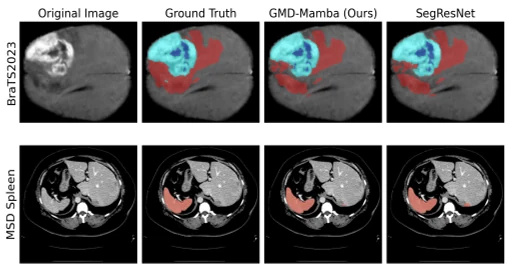 Original Image
Ground Truth
GMD-Mamba (Ours)
SegResNet
BraTS2023
MSD Spleen